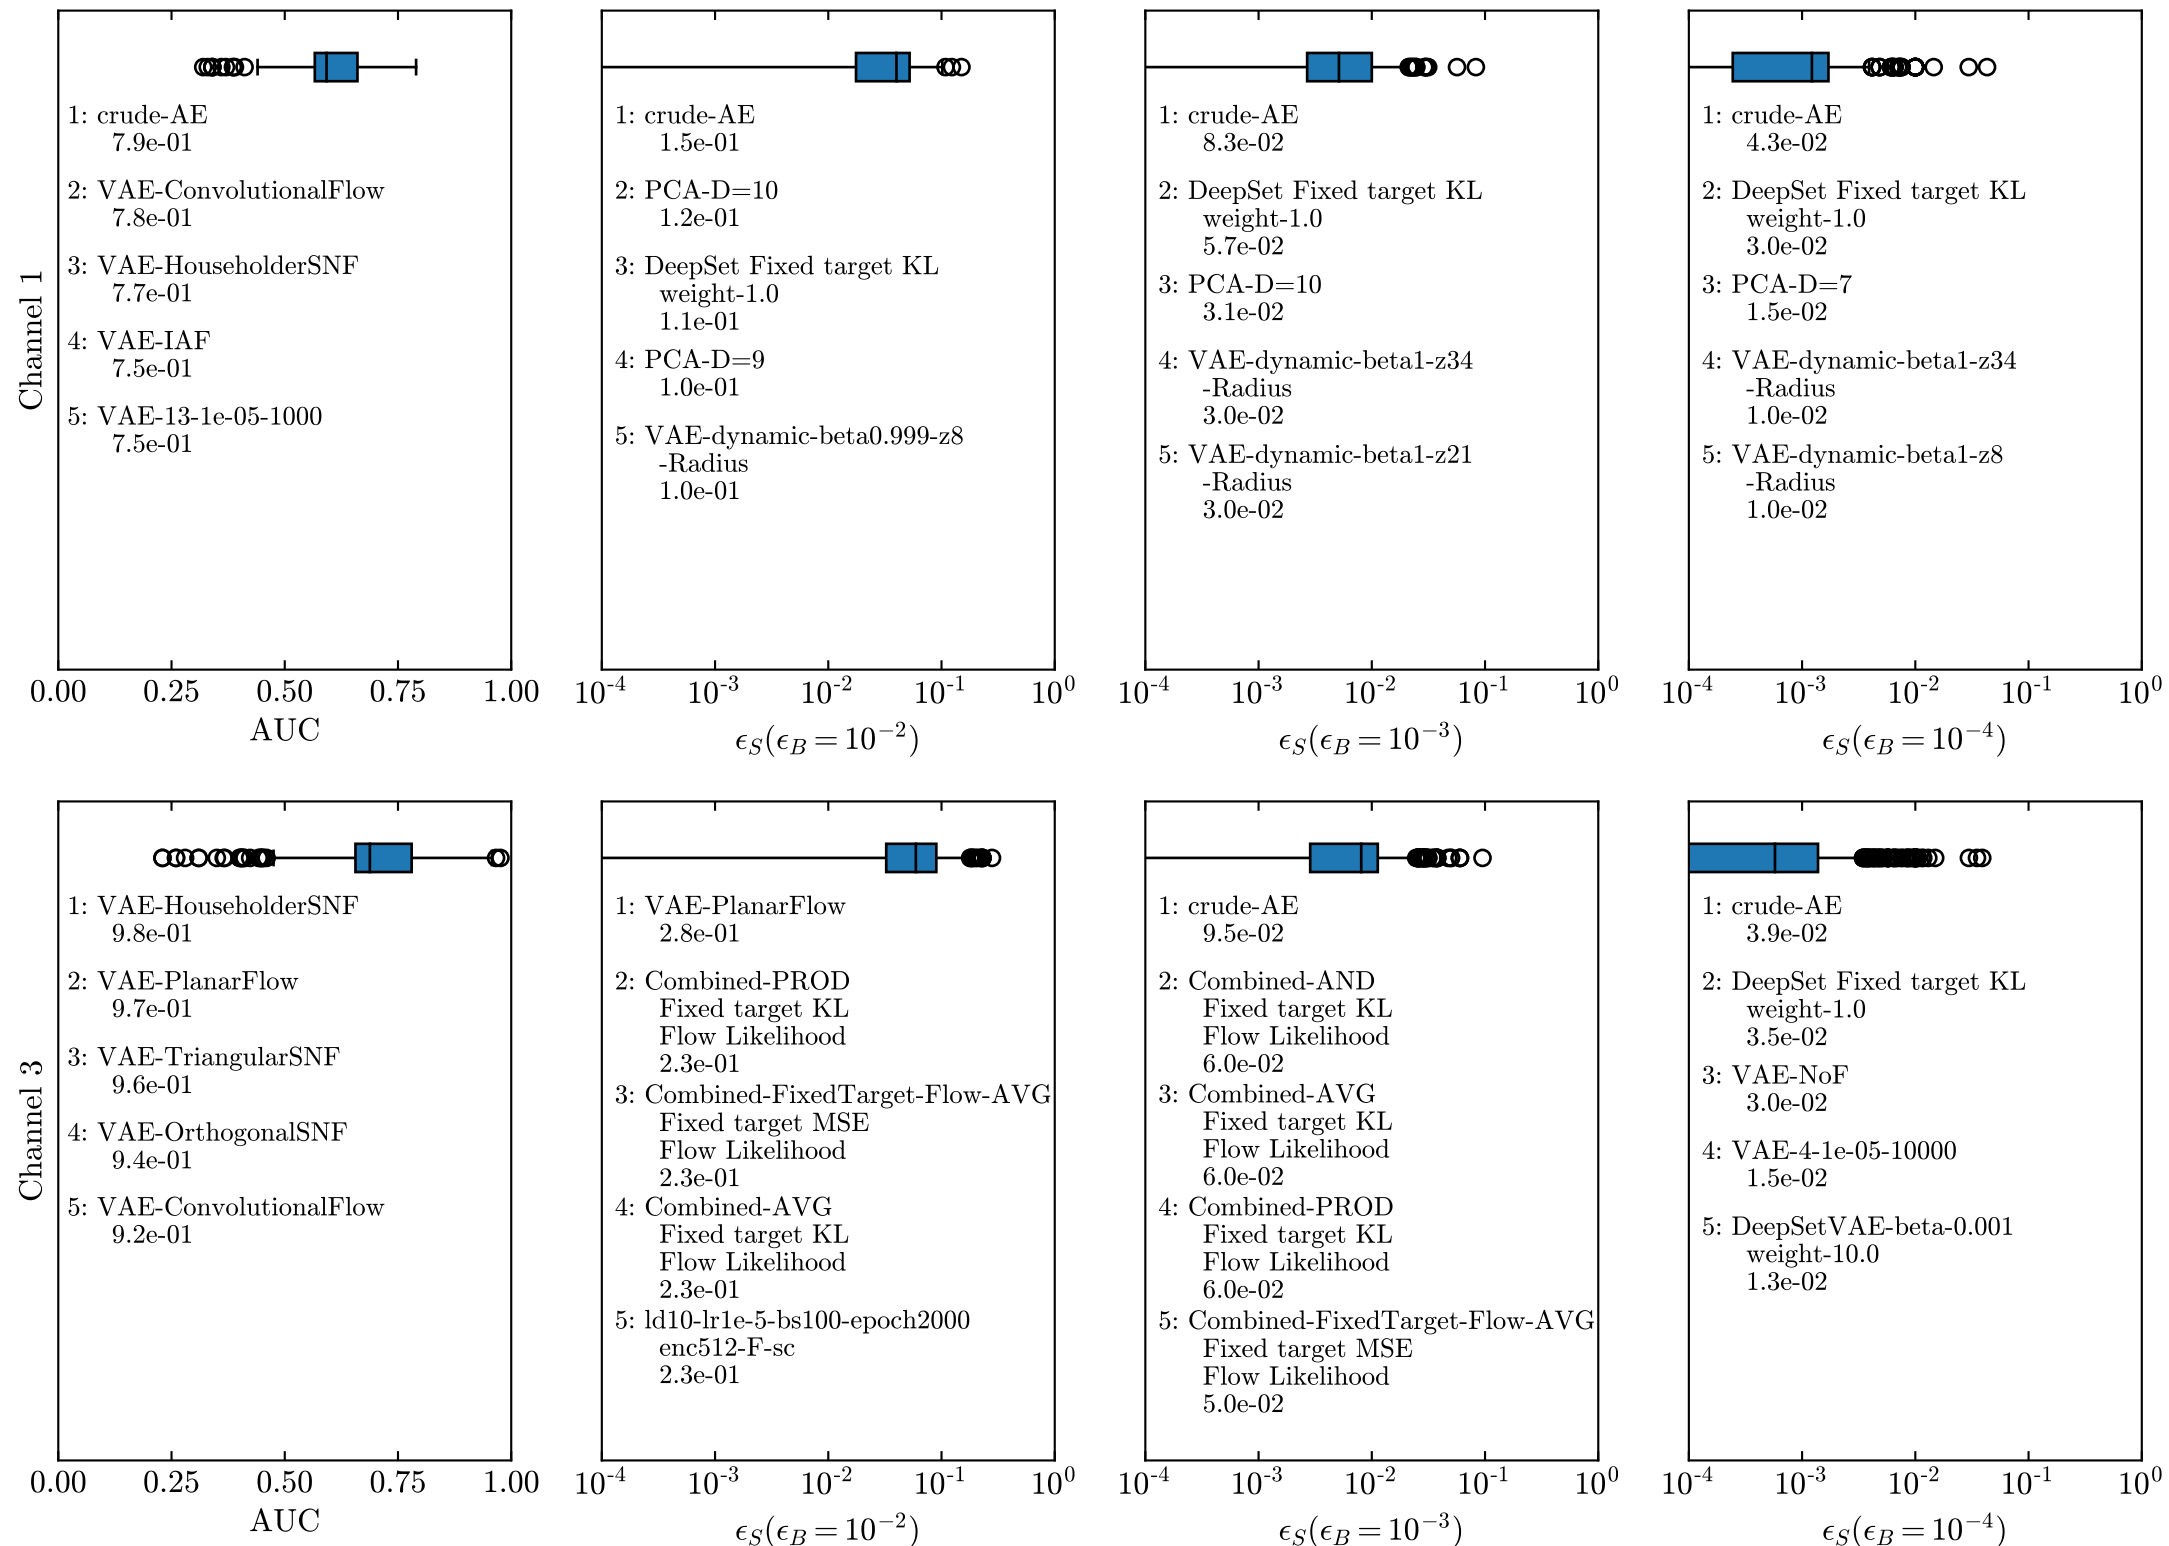 Channel 1
1: crude-AE
7.9e-01
2: VAE-ConvolutionalFlow
7.8e-01
3: VAE-HouseholderSNF
7.7e-01
4: VAE-IAF
7.5e-01
5: VAE-13-1e-05-1000
7.5e-01
0.00 0.25 0.50 0.75 1.00
AUC
1: crude-AE
1.5e-01
2: PCA-D=10
1.2e-01
3: DeepSet Fixed target KL
weight-1.0
1.1e-01
4: PCA-D=9
1.0e-01
5: VAE-dynamic-beta0.999-z8
-Radius
1.0e-01
10⁻⁴ 10⁻³ 10⁻² 10⁻¹ 10⁰
ϵ_S(ϵ_B = 10⁻²)
1: crude-AE
8.3e-02
2: DeepSet Fixed target KL
weight-1.0
5.7e-02
3: PCA-D=10
3.1e-02
4: VAE-dynamic-beta1-z34
-Radius
3.0e-02
5: VAE-dynamic-beta1-z21
-Radius
3.0e-02
10⁻⁴ 10⁻³ 10⁻² 10⁻¹ 10⁰
ϵ_S(ϵ_B = 10⁻³)
1: crude-AE
4.3e-02
2: DeepSet Fixed target KL
weight-1.0
3.0e-02
3: PCA-D=7
1.5e-02
4: VAE-dynamic-beta1-z34
-Radius
1.0e-02
5: VAE-dynamic-beta1-z8
-Radius
1.0e-02
10⁻⁴ 10⁻³ 10⁻² 10⁻¹ 10⁰
ϵ_S(ϵ_B = 10⁻⁴)
Channel 3
1: VAE-HouseholderSNF
9.8e-01
2: VAE-PlanarFlow
9.7e-01
3: VAE-TriangularSNF
9.6e-01
4: VAE-OrthogonalSNF
9.4e-01
5: VAE-ConvolutionalFlow
9.2e-01
0.00 0.25 0.50 0.75 1.00
AUC
1: VAE-PlanarFlow
2.8e-01
2: Combined-PROD
Fixed target KL
Flow Likelihood
2.3e-01
3: Combined-FixedTarget-Flow-AVG
Fixed target MSE
Flow Likelihood
2.3e-01
4: Combined-AVG
Fixed target KL
Flow Likelihood
2.3e-01
5: ld10-lr1e-5-bs100-epoch2000
enc512-F-sc
2.3e-01
10⁻⁴ 10⁻³ 10⁻² 10⁻¹ 10⁰
ϵ_S(ϵ_B = 10⁻²)
1: crude-AE
9.5e-02
2: Combined-AND
Fixed target KL
Flow Likelihood
6.0e-02
3: Combined-AVG
Fixed target KL
Flow Likelihood
6.0e-02
4: Combined-PROD
Fixed target KL
Flow Likelihood
6.0e-02
5: Combined-FixedTarget-Flow-AVG
Fixed target MSE
Flow Likelihood
5.0e-02
10⁻⁴ 10⁻³ 10⁻² 10⁻¹ 10⁰
ϵ_S(ϵ_B = 10⁻³)
1: crude-AE
3.9e-02
2: DeepSet Fixed target KL
weight-1.0
3.5e-02
3: VAE-NoF
3.0e-02
4: VAE-4-1e-05-10000
1.5e-02
5: DeepSetVAE-beta-0.001
weight-10.0
1.3e-02
10⁻⁴ 10⁻³ 10⁻² 10⁻¹ 10⁰
ϵ_S(ϵ_B = 10⁻⁴)